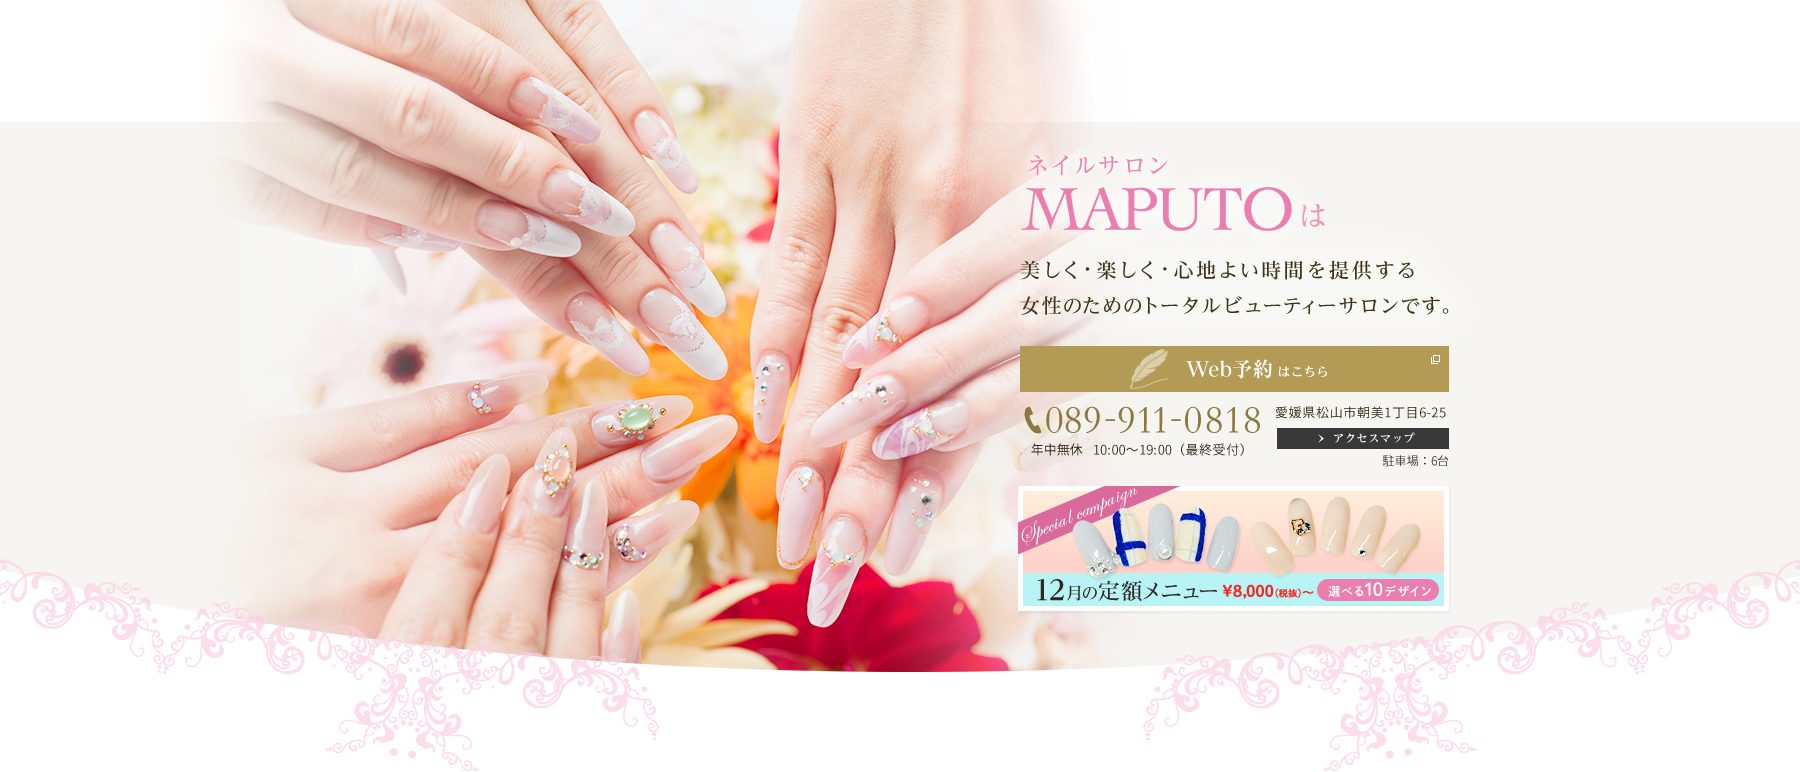 ネイルサロン
MAPUTOは
美しく・楽しく・心地よい時間を提供する
女性のためのトータルビューティーサロンです。
Web予約 はこちら
089-911-0818
年中無休 10:00〜19:00（最終受付）
愛媛県松山市朝美1丁目6-25
アクセスマップ
駐車場：6台
Special campaign
12月の定額メニュー ¥8,000(税抜)〜 選べる10デザイン